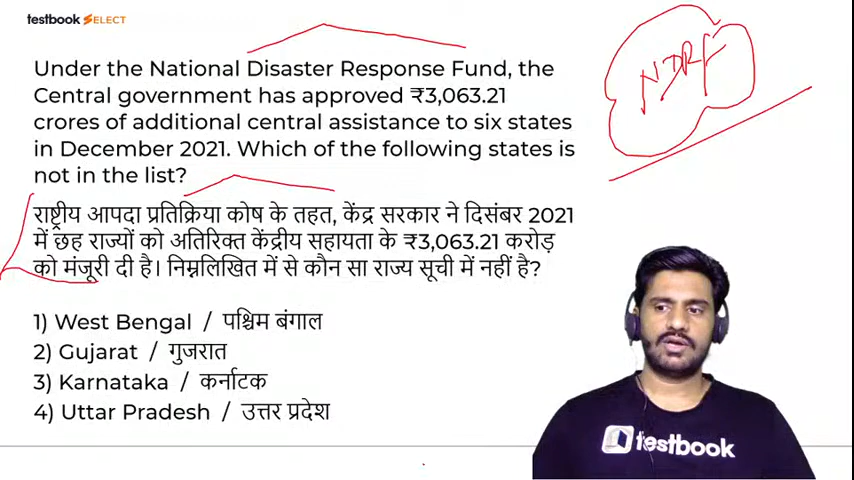 testbook SELECT
Under the National Disaster Response Fund, the
Central government has approved ₹3,063.21
crores of additional central assistance to six states
in December 2021. Which of the following states is
not in the list?
राष्ट्रीय आपदा प्रतिक्रिया कोष के तहत, केंद्र सरकार ने दिसंबर 2021
में छह राज्यों को अतिरिक्त केंद्रीय सहायता के ₹3,063.21 करोड़
को मंजूरी दी है। निम्नलिखित में से कौन सा राज्य सूची में नहीं है?
1) West Bengal / पश्चिम बंगाल
2) Gujarat / गुजरात
3) Karnataka / कर्नाटक
4) Uttar Pradesh / उत्तर प्रदेश
NDRF
testbook